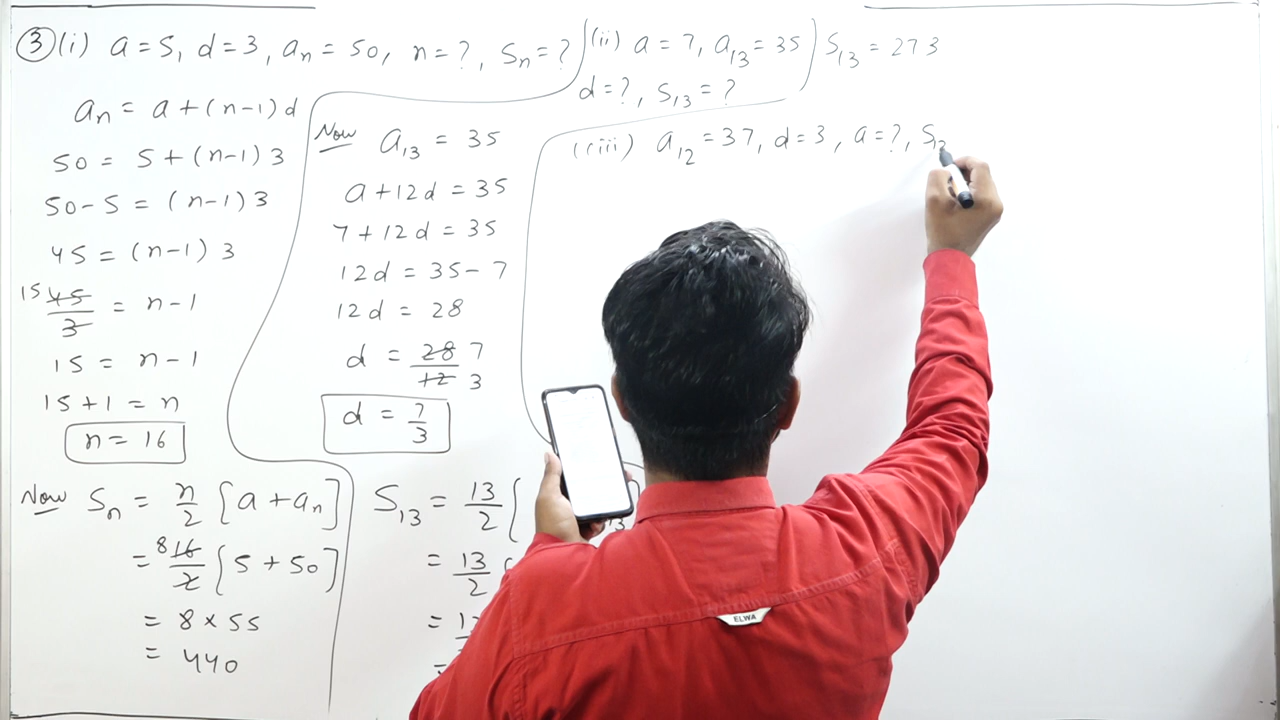 ③(i) a = 5, d = 3, aₙ = 50, n = ?, Sₙ = ?
aₙ = a + (n-1) d
50 = 5 + (n-1) 3
50 - 5 = (n-1) 3
45 = (n-1) 3
15 45/3 = n - 1
15 = n - 1
15 + 1 = n
n = 16
Now Sₙ = n/2 [a + aₙ]
= 8 16/2 [5 + 50]
= 8 × 55
= 440
(ii) a = 7, a₁₃ = 35
d = ?, S₁₃ = ?
Now a₁₃ = 35
a + 12d = 35
7 + 12d = 35
12d = 35 - 7
12d = 28
d = 28/12 7 3
d = 7/3
S₁₃ = 13/2 [
= 13/2
=
=
S₁₃ = 273
(iii) a₁₂ = 37, d = 3, a = ?, S₁₂
ELWA